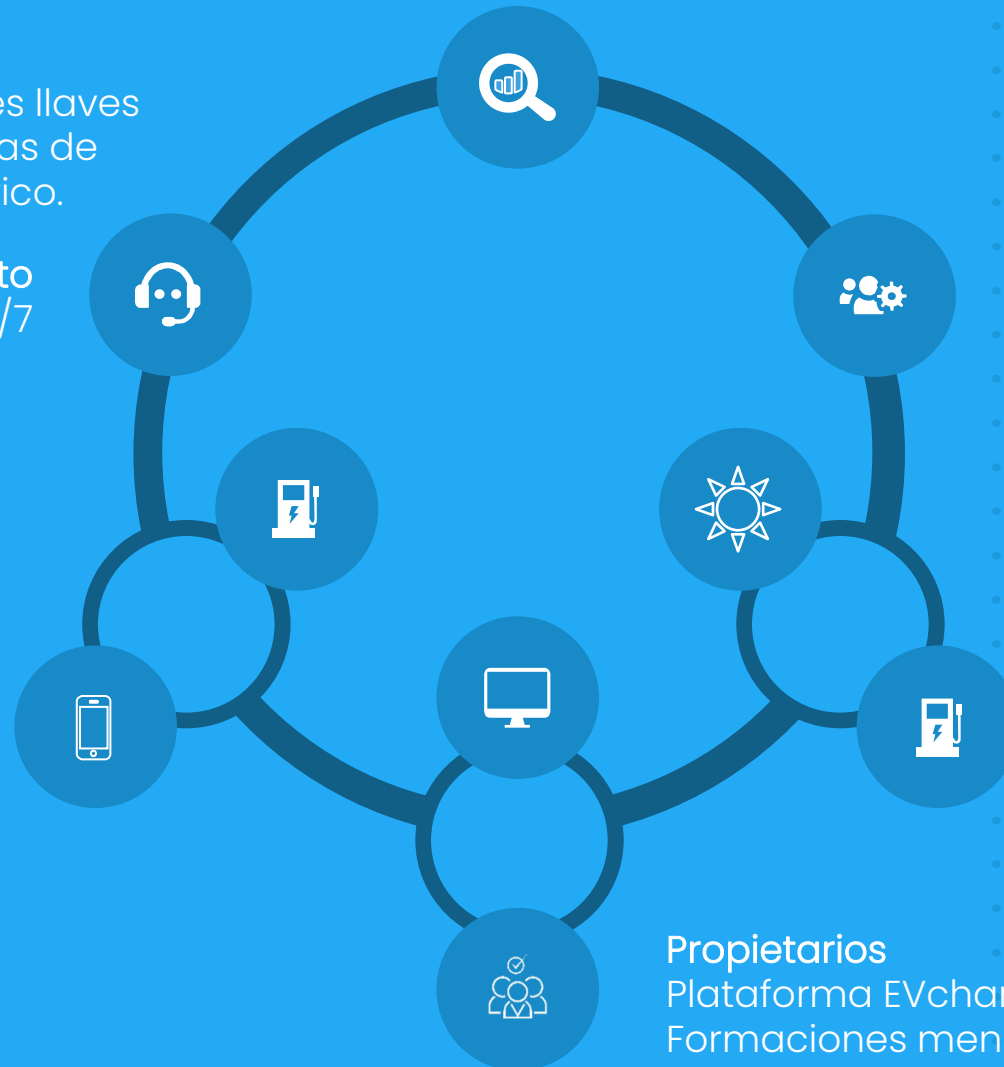 es llaves
as de
ico.
to
/7
Propietarios
Plataforma EVchar
Formaciones men